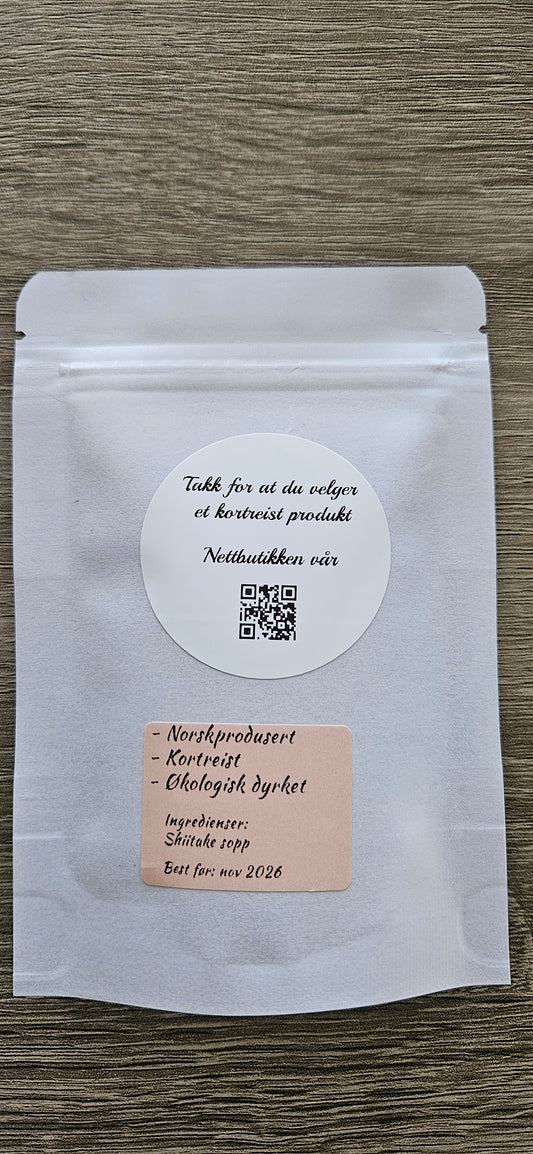 Takk for at du velger
et kortreist produkt
Nettbutikken vår
- Norskprodusert
- Kortreist
- Økologisk dyrket
Ingredienser:
Shiitake sopp
Best før: nov 2026